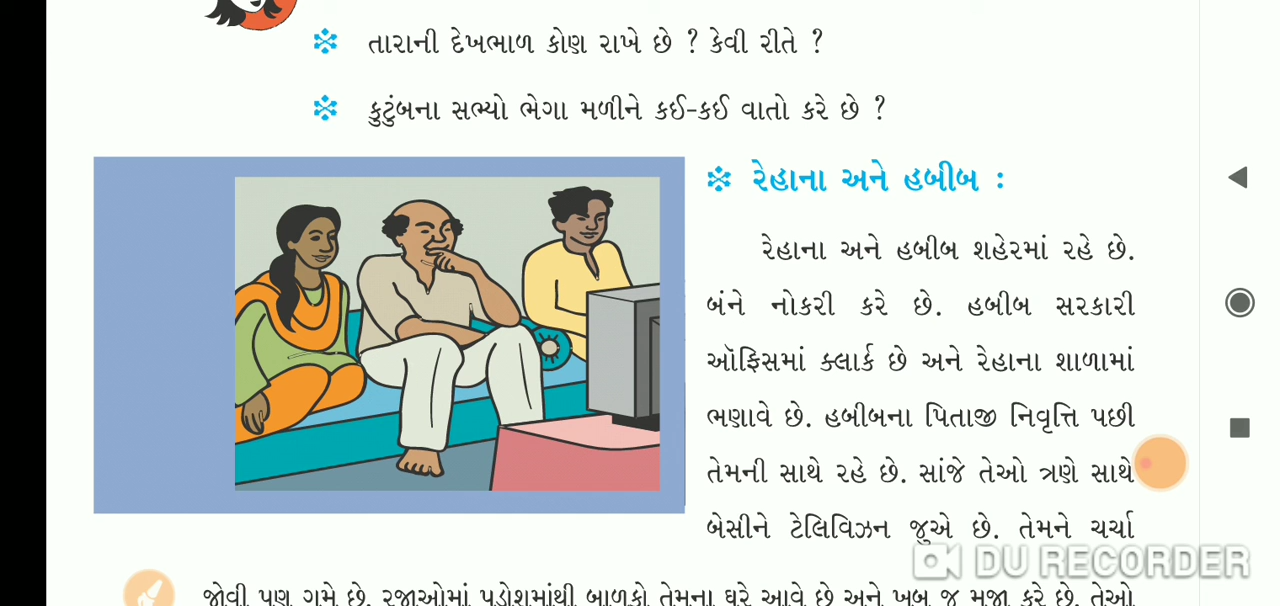 તારાની દેખભાળ કોણ રાખે છે ? કેવી રીતે ?
કુટુંબના સભ્યો ભેગા મળીને કઈ-કઈ વાતો કરે છે ?
રેહાના અને હબીબ :
રેહાના અને હબીબ શહેરમાં રહે છે.
બંને નોકરી કરે છે. હબીબ સરકારી
ઑફિસમાં ક્લાર્ક છે અને રેહાના શાળામાં
ભણાવે છે. હબીબના પિતાજી નિવૃત્તિ પછી
તેમની સાથે રહે છે. સાંજે તેઓ ત્રણે સાથે
બેસીને ટેલિવિઝન જુએ છે. તેમને ચર્ચા
DU RECORDER
જોવી પણ ગમે છે. રજાઓમાં પડોશમાંથી બાળકો તેમના ઘરે આવે છે અને ખૂબ જ મજા કરે છે. તેઓ